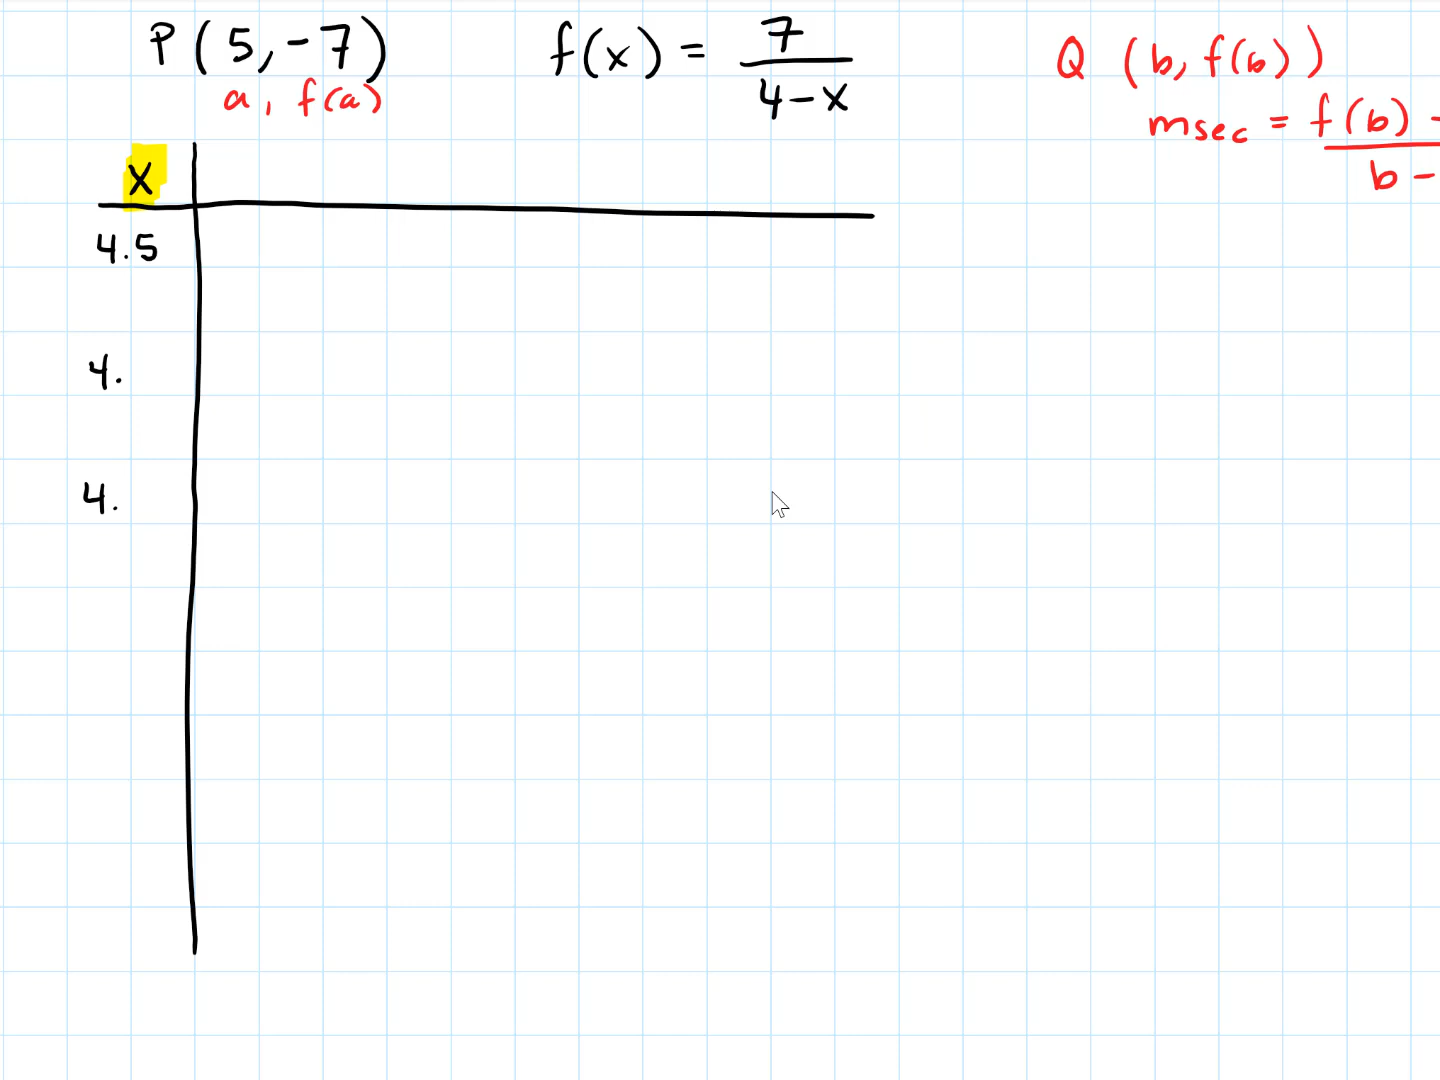 P(5,-7)
a, f(a)
f(x) = 7/(4-x)
Q (b, f(b))
msec = f(b) -
b -
x
4.5
4.
4.